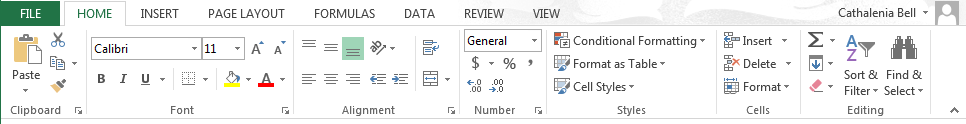 FILE HOME INSERT PAGE LAYOUT FORMULAS DATA REVIEW VIEW Cathalenia Bell
Paste
Clipboard
Calibri 11 A A
B I U A
Font
Alignment
General
$ % ,
←.0 .00 .00 →.0
Number
Conditional Formatting
Format as Table
Cell Styles
Styles
Insert
Delete
Format
Cells
Σ
A Z
Sort & Filter
Find & Select
Editing